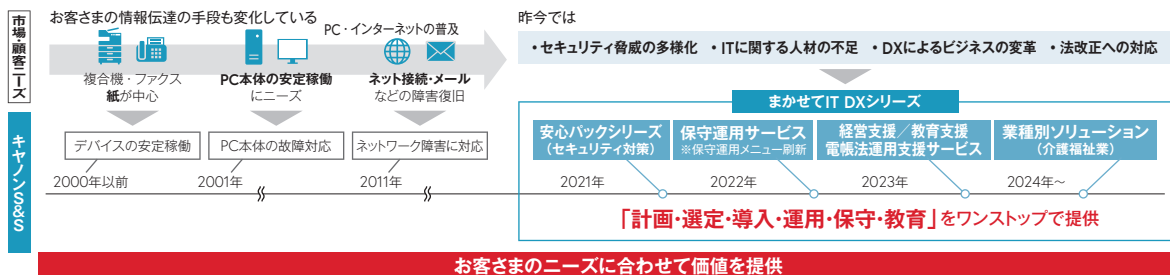 市場・顧客ニーズ
お客さまの情報伝達の手段も変化している
PC・インターネットの普及
複合機・ファクス
紙が中心
PC本体の安定稼働
にニーズ
ネット接続・メール
などの障害復旧
昨今では
・セキュリティ脅威の多様化 ・ITに関する人材の不足 ・DXによるビジネスの変革 ・法改正への対応
キヤノンS&S
デバイスの安定稼働
PC本体の故障対応
ネットワーク障害に対応
2000年以前
2001年
2011年
まかせてIT DXシリーズ
安心パックシリーズ
(セキュリティ対策)
保守運用サービス
※保守運用メニュー刷新
経営支援/教育支援
電帳法運用支援サービス
業種別ソリューション
(介護福祉業)
2021年
2022年
2023年
2024年~
「計画・選定・導入・運用・保守・教育」をワンストップで提供
お客さまのニーズに合わせて価値を提供